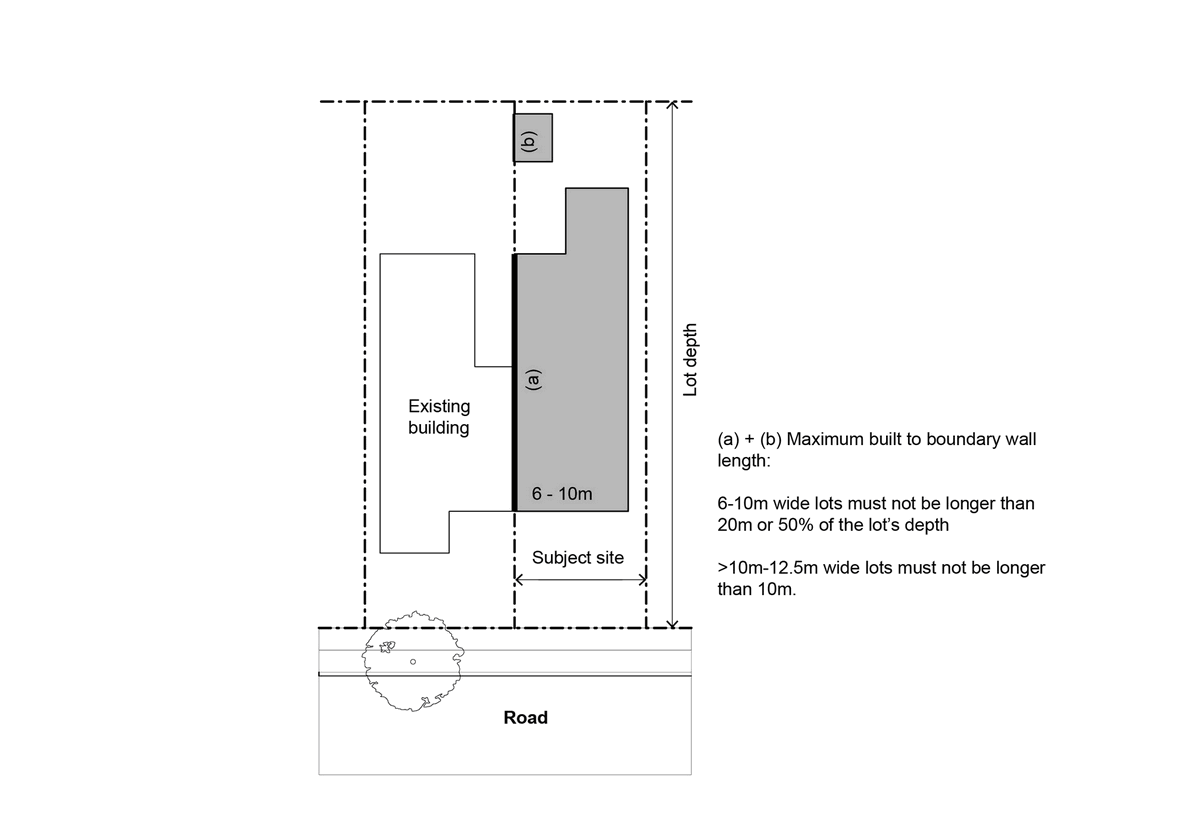 (b)
(a)
Lot depth
Existing
building
6 - 10m
Subject site
Road
(a) + (b) Maximum built to boundary wall
length:
6-10m wide lots must not be longer than
20m or 50% of the lot's depth
>10m-12.5m wide lots must not be longer
than 10m.